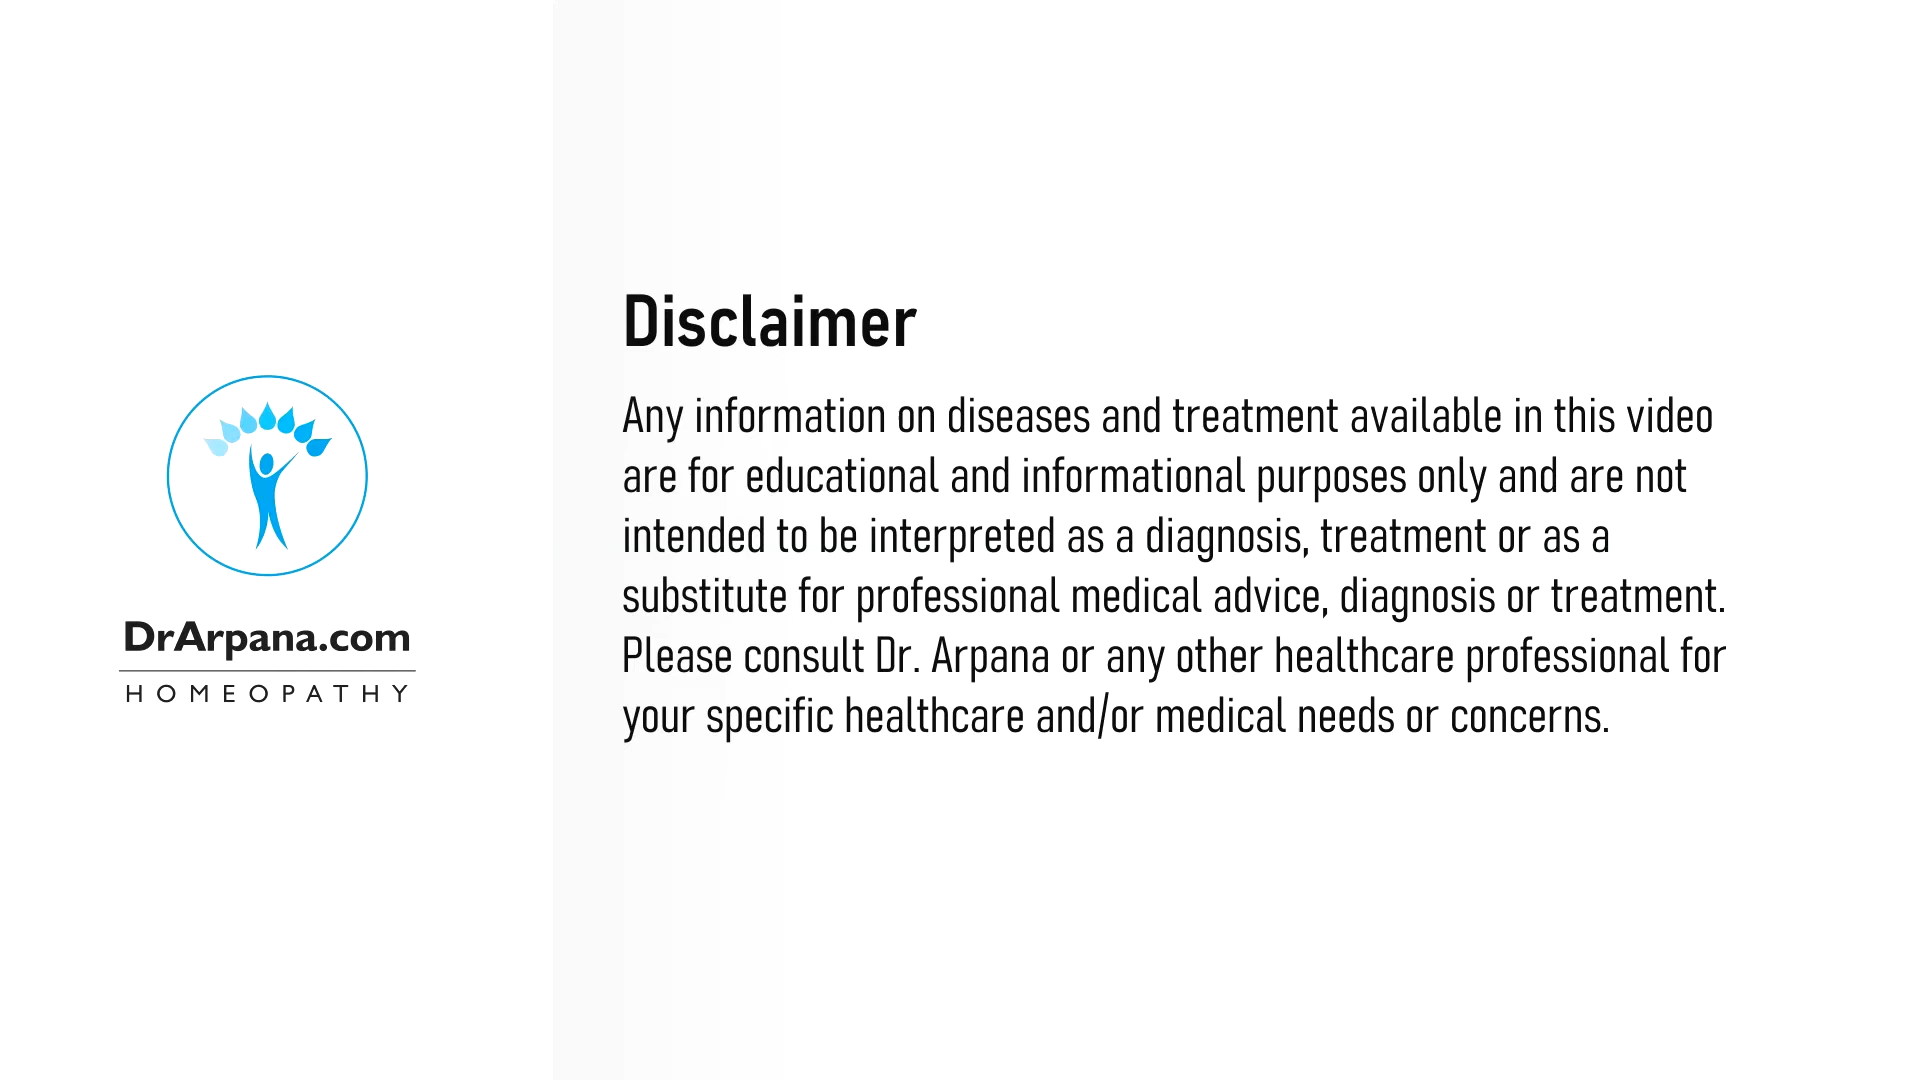 DrArpana.com
HOMEOPATHY
Disclaimer
Any information on diseases and treatment available in this video
are for educational and informational purposes only and are not
intended to be interpreted as a diagnosis, treatment or as a
substitute for professional medical advice, diagnosis or treatment.
Please consult Dr. Arpana or any other healthcare professional for
your specific healthcare and/or medical needs or concerns.